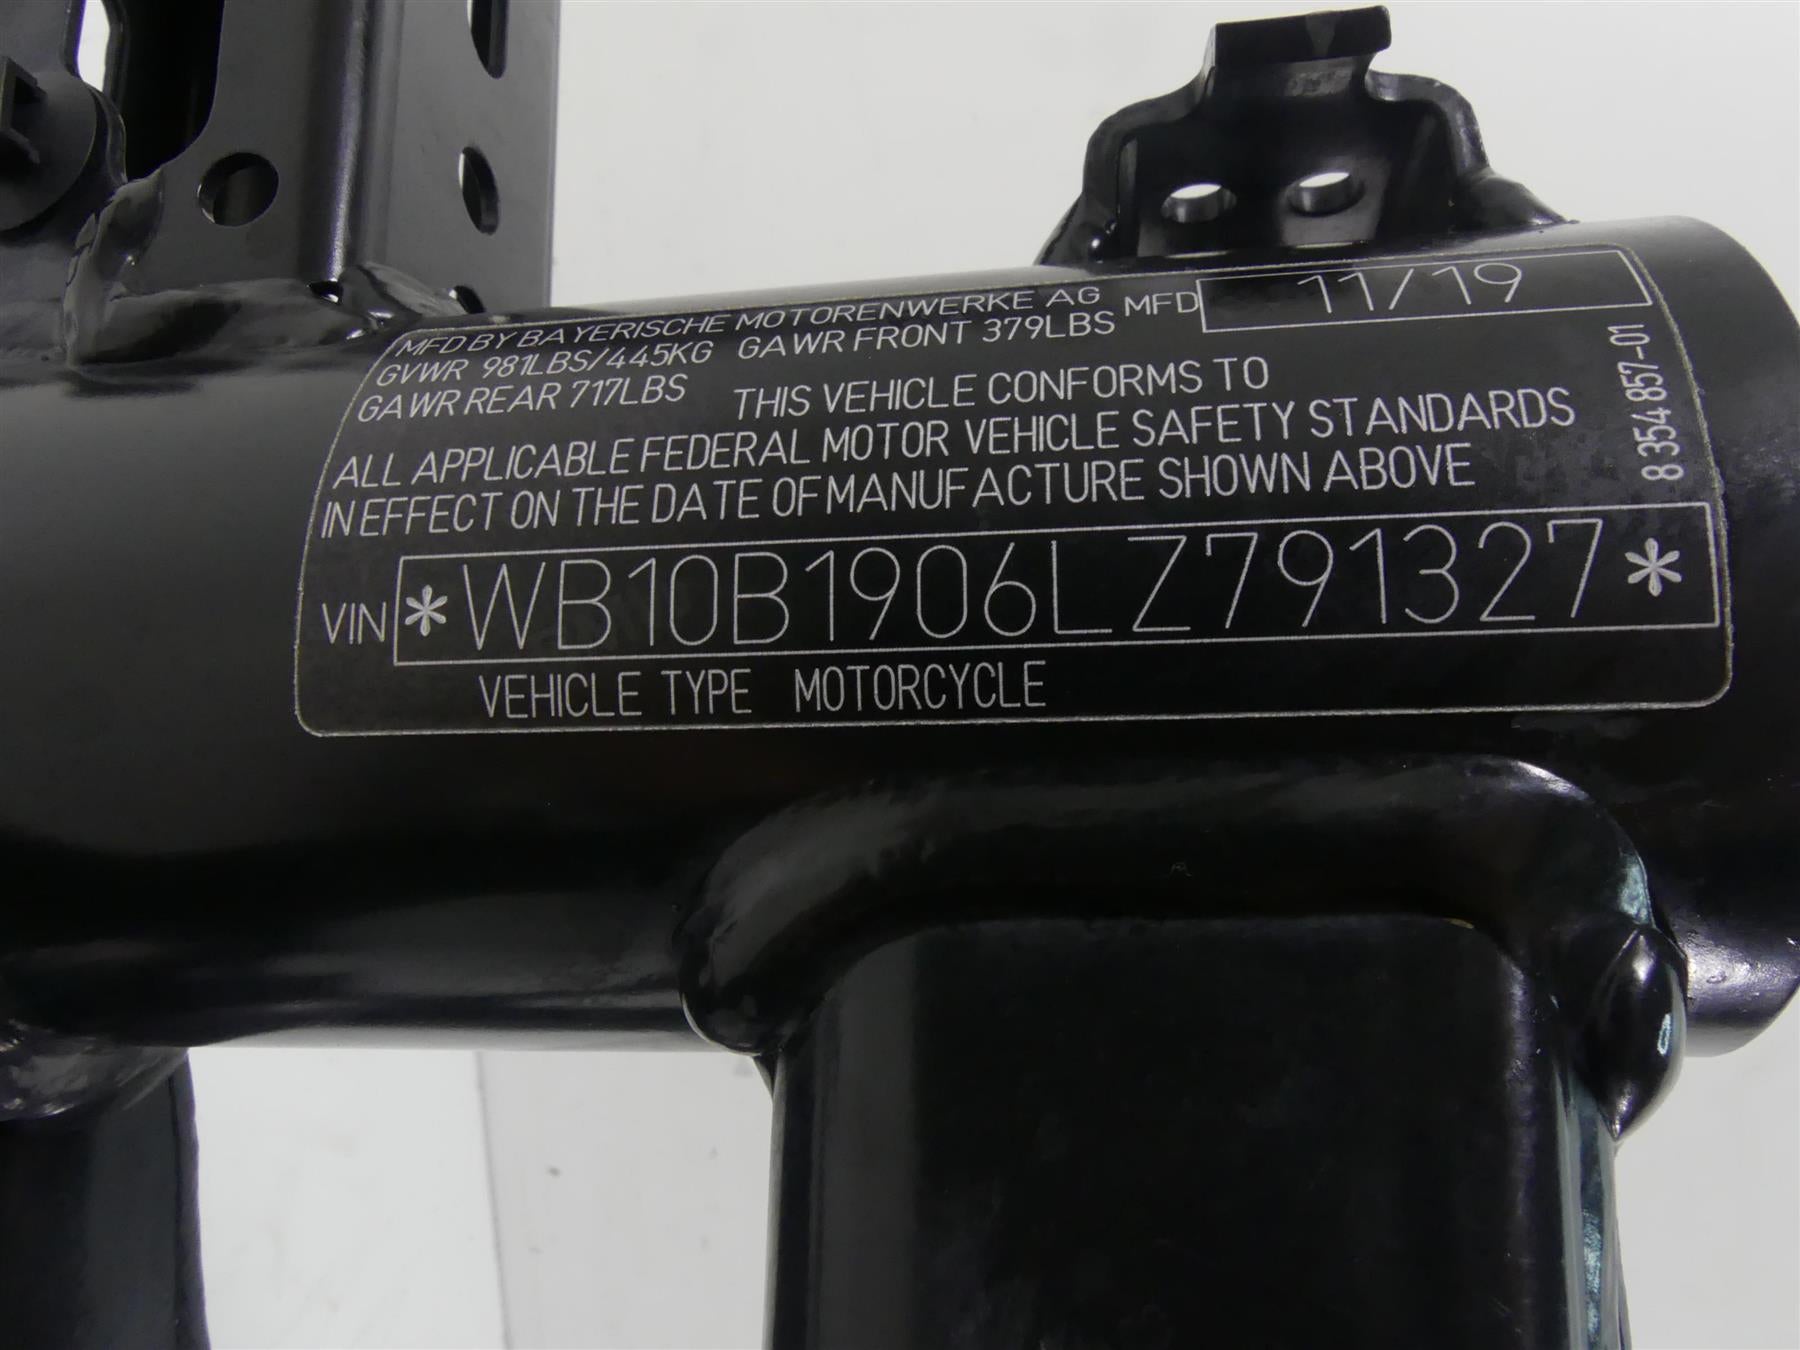 MFD BY BAYERISCHE MOTORENWERKE AG MFD 11/19
GVWR 981LBS/445KG GAWR FRONT 379LBS
GAWR REAR 717LBS THIS VEHICLE CONFORMS TO
ALL APPLICABLE FEDERAL MOTOR VEHICLE SAFETY STANDARDS
IN EFFECT ON THE DATE OF MANUFACTURE SHOWN ABOVE
8 354 857-01
VIN *WB10B1906LZ791327*
VEHICLE TYPE MOTORCYCLE